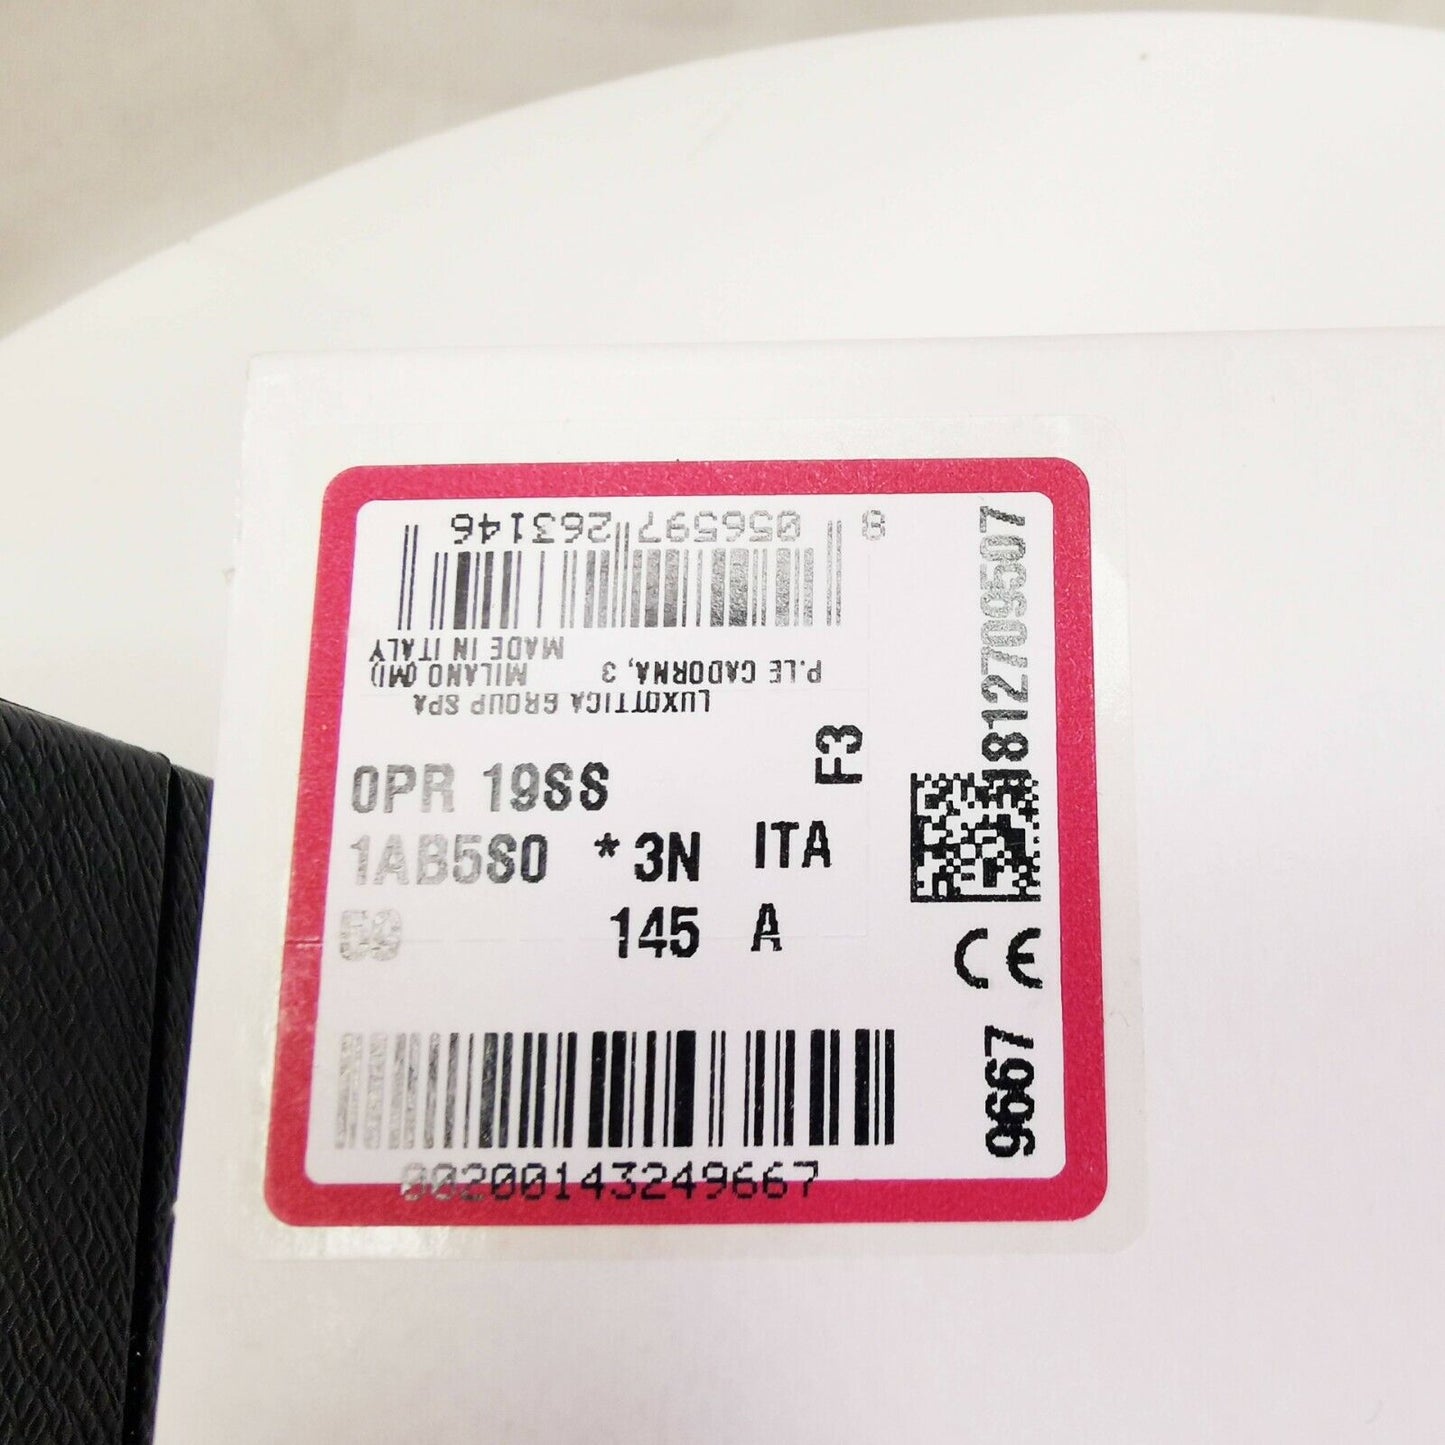 8 056597 263146
MADE IN ITALY
P.LE CADORNA, 3 MILANO (MI)
LUXOTTICA GROUP SPA
F3
0PR 19SS
1AB5S0 *3N ITA
145 A
00200143249667
CE
9667